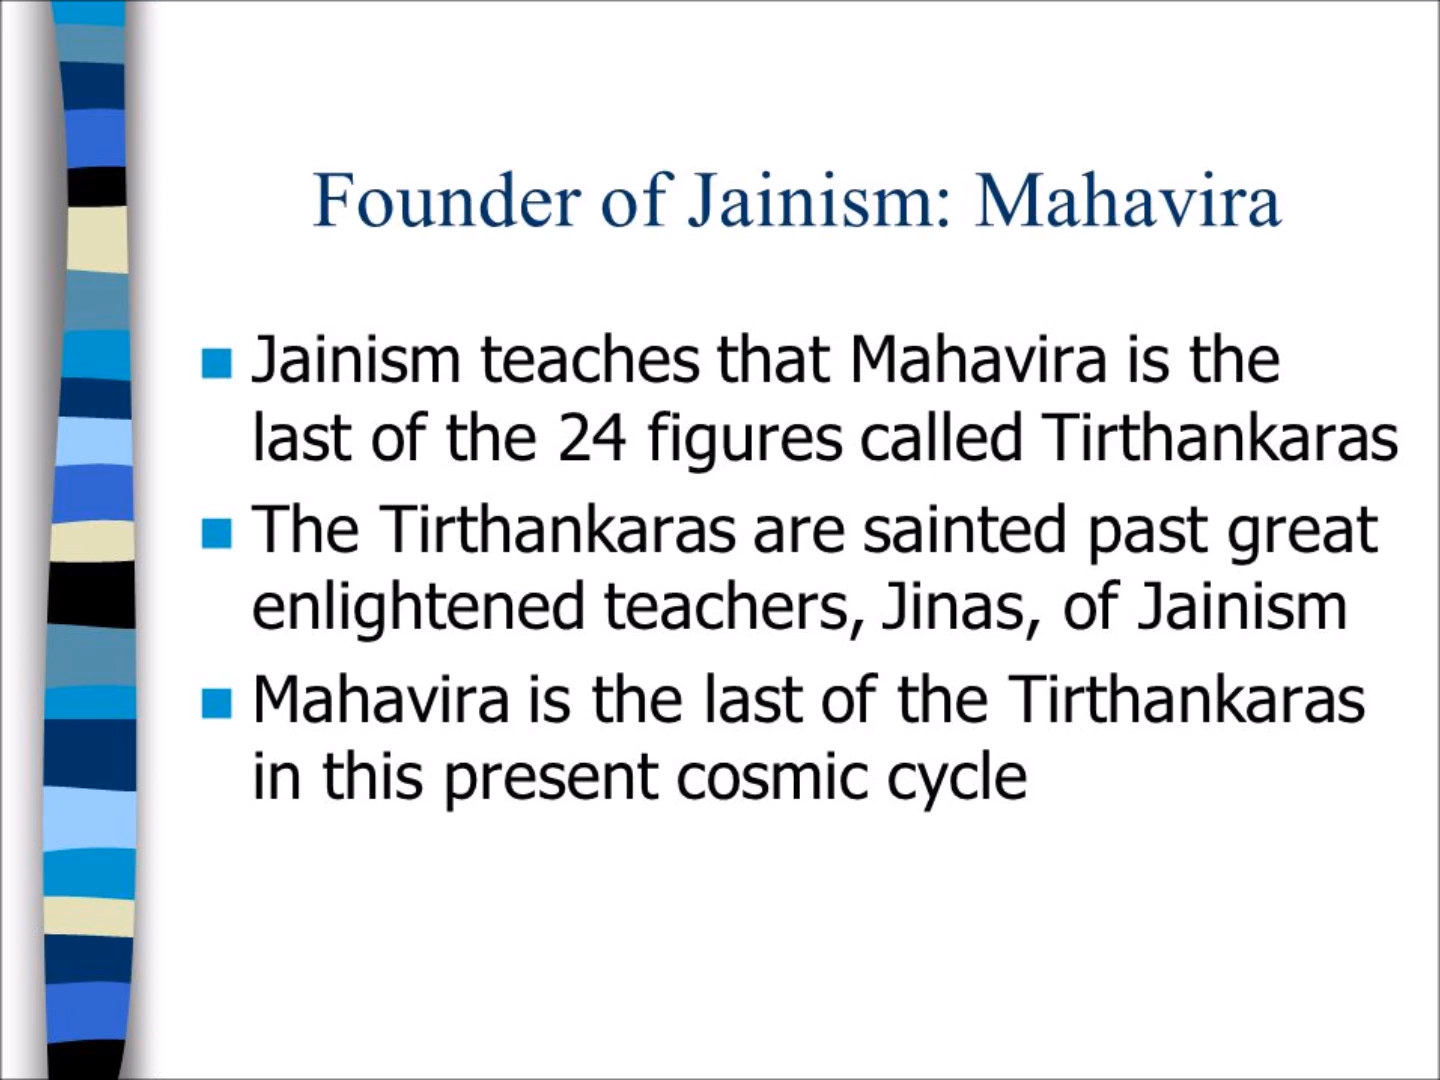 Founder of Jainism: Mahavira
Jainism teaches that Mahavira is the
last of the 24 figures called Tirthankaras
The Tirthankaras are sainted past great
enlightened teachers, Jinas, of Jainism
Mahavira is the last of the Tirthankaras
in this present cosmic cycle